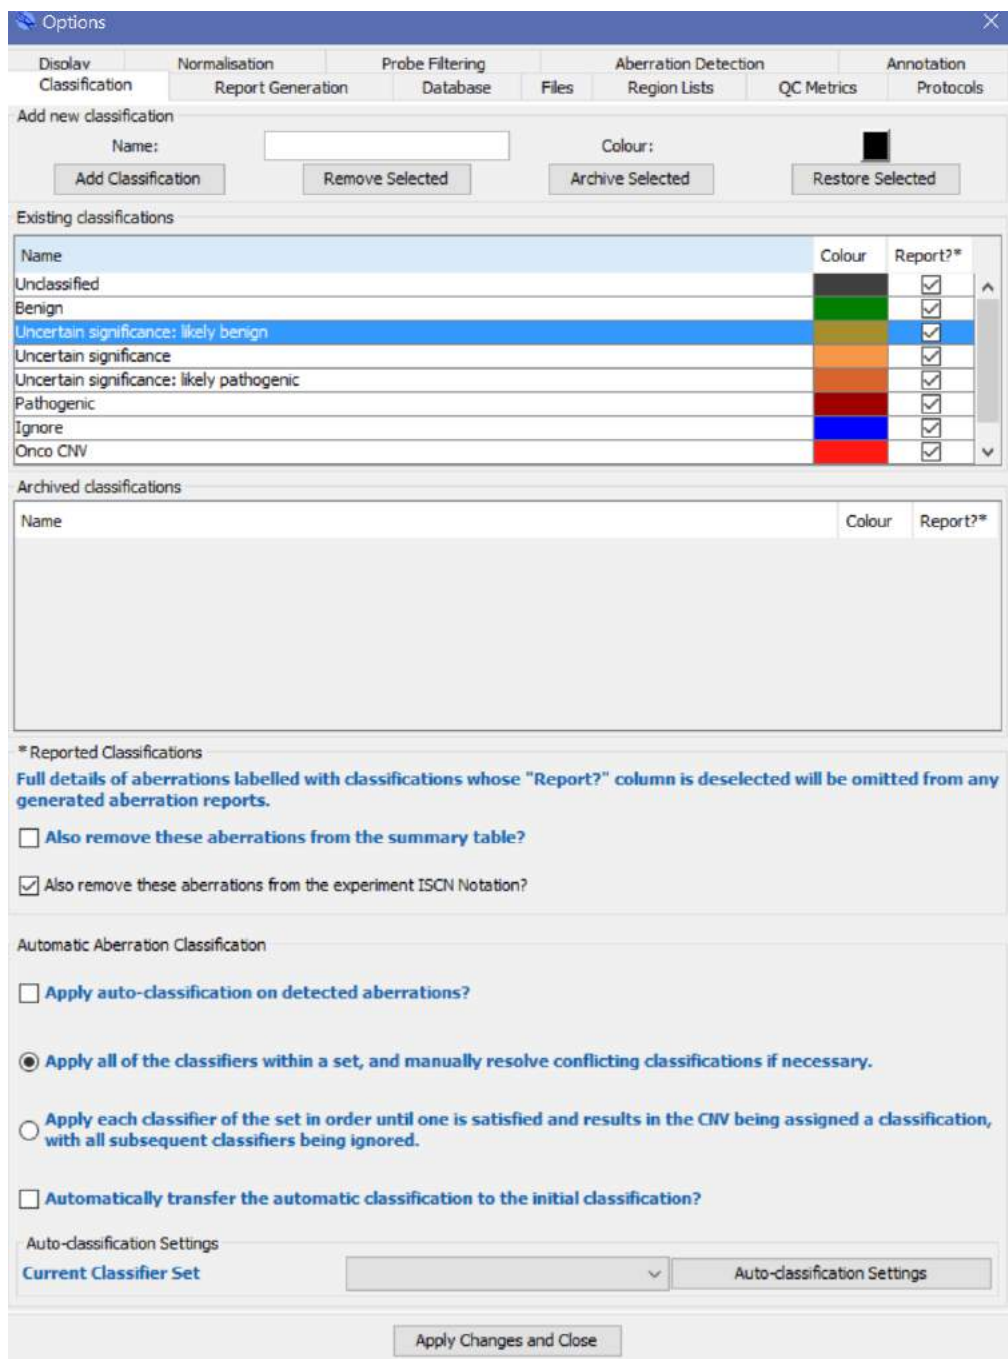 Options
Display Normalisation Probe Filtering Aberration Detection Annotation
Classification Report Generation Database Files Region Lists QC Metrics Protocols
Add new classification
Name: Colour:
Add Classification Remove Selected Archive Selected Restore Selected
Existing classifications
Name Colour Report?*
Unclassified
Benign
Uncertain significance: likely benign
Uncertain significance
Uncertain significance: likely pathogenic
Pathogenic
Ignore
Onco CNV
Archived classifications
Name Colour Report?*
* Reported Classifications
Full details of aberrations labelled with classifications whose "Report?" column is deselected will be omitted from any
generated aberration reports.
Also remove these aberrations from the summary table?
Also remove these aberrations from the experiment ISCN Notation?
Automatic Aberration Classification
Apply auto-classification on detected aberrations?
Apply all of the classifiers within a set, and manually resolve conflicting classifications if necessary.
Apply each classifier of the set in order until one is satisfied and results in the CNV being assigned a classification,
with all subsequent classifiers being ignored.
Automatically transfer the automatic classification to the initial classification?
Auto-classification Settings
Current Classifier Set Auto-classification Settings
Apply Changes and Close